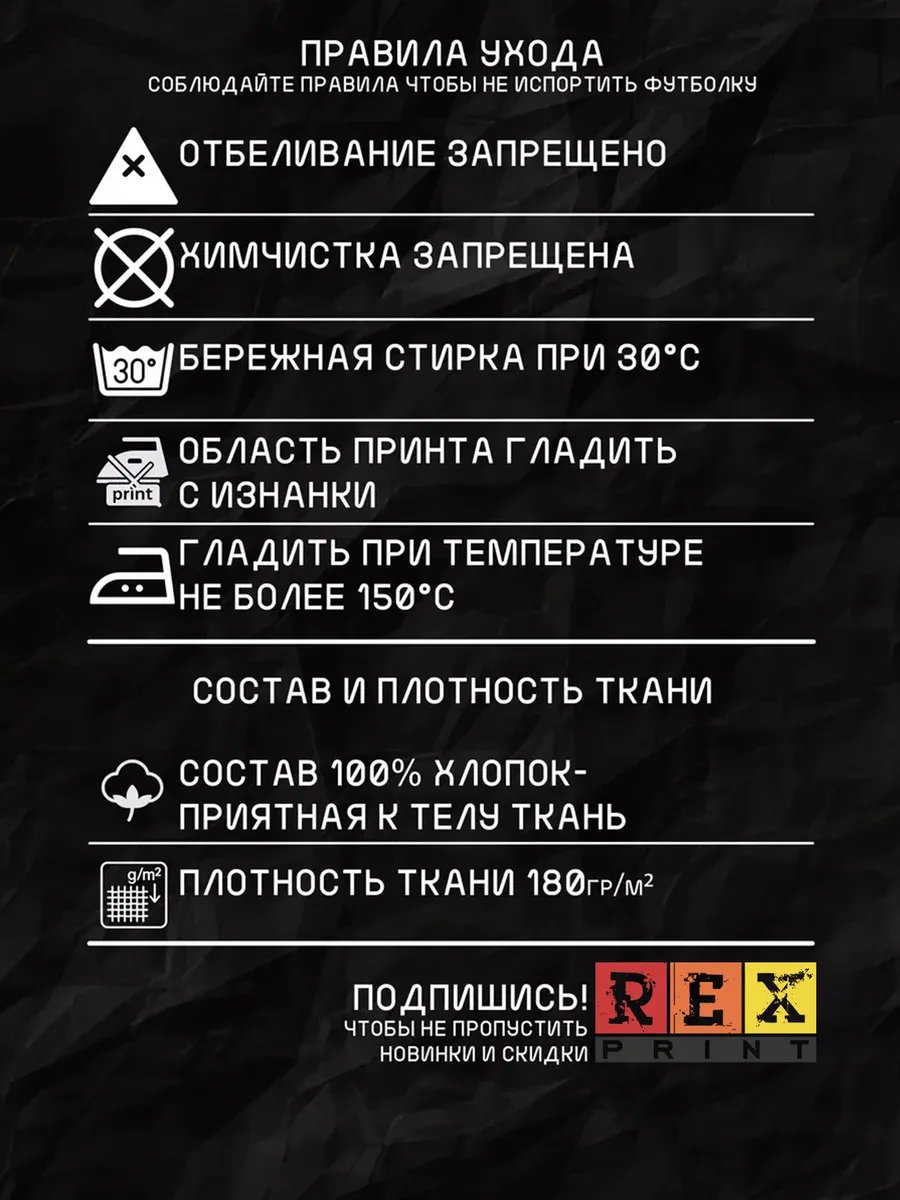 ПРАВИЛА УХОДА
СОБЛЮДАЙТЕ ПРАВИЛА ЧТОБЫ НЕ ИСПОРТИТЬ ФУТБОЛКУ
ОТБЕЛИВАНИЕ ЗАПРЕЩЕНО
ХИМЧИСТКА ЗАПРЕЩЕНА
30°
БЕРЕЖНАЯ СТИРКА ПРИ 30°С
ОБЛАСТЬ ПРИНТА ГЛАДИТЬ
С ИЗНАНКИ
print
ГЛАДИТЬ ПРИ ТЕМПЕРАТУРЕ
НЕ БОЛЕЕ 150°С
СОСТАВ И ПЛОТНОСТЬ ТКАНИ
СОСТАВ 100% ХЛОПОК-
ПРИЯТНАЯ К ТЕЛУ ТКАНЬ
g/m²
ПЛОТНОСТЬ ТКАНИ 180ГР/М²
ПОДПИШИСЬ!
ЧТОБЫ НЕ ПРОПУСТИТЬ
НОВИНКИ И СКИДКИ
REX
PRINT